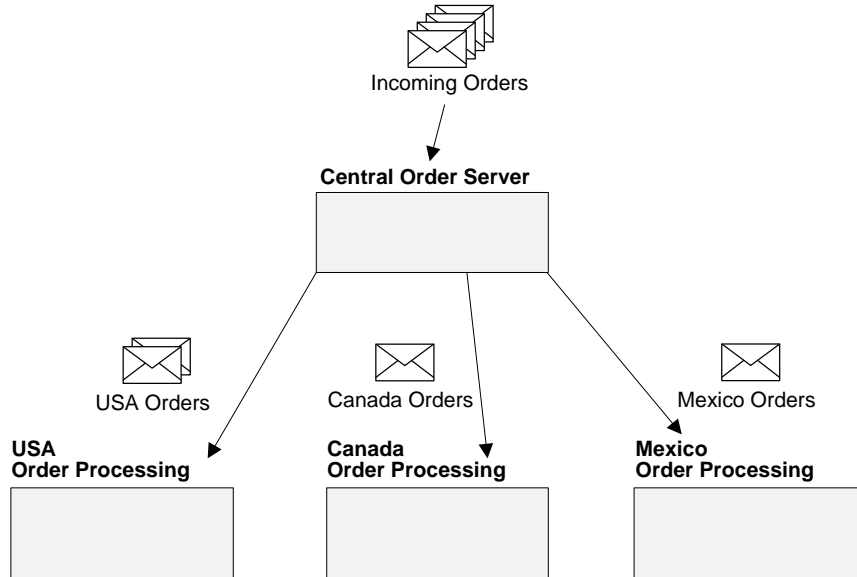 Incoming Orders
Central Order Server
USA Orders
Canada Orders
Mexico Orders
USA
Order Processing
Canada
Order Processing
Mexico
Order Processing